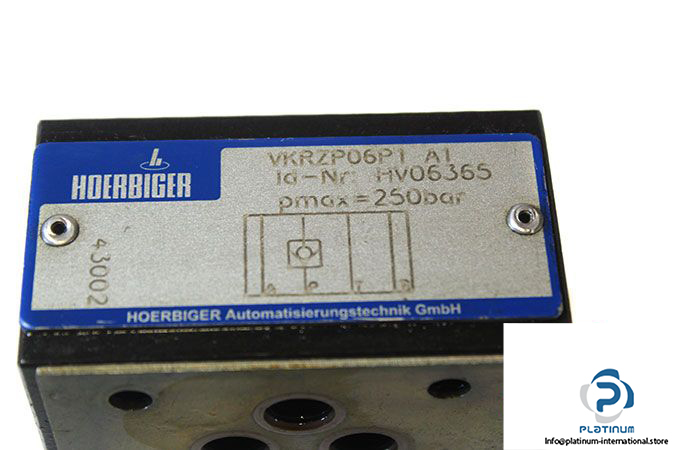 HOERBIGER
VKRZP06P1 A1
Id-Nr: HV06365
pmax=250bar
43002
A P T B
HOERBIGER Automatisierungstechnik GmbH
PLATINUM
Info@platinum-international.store